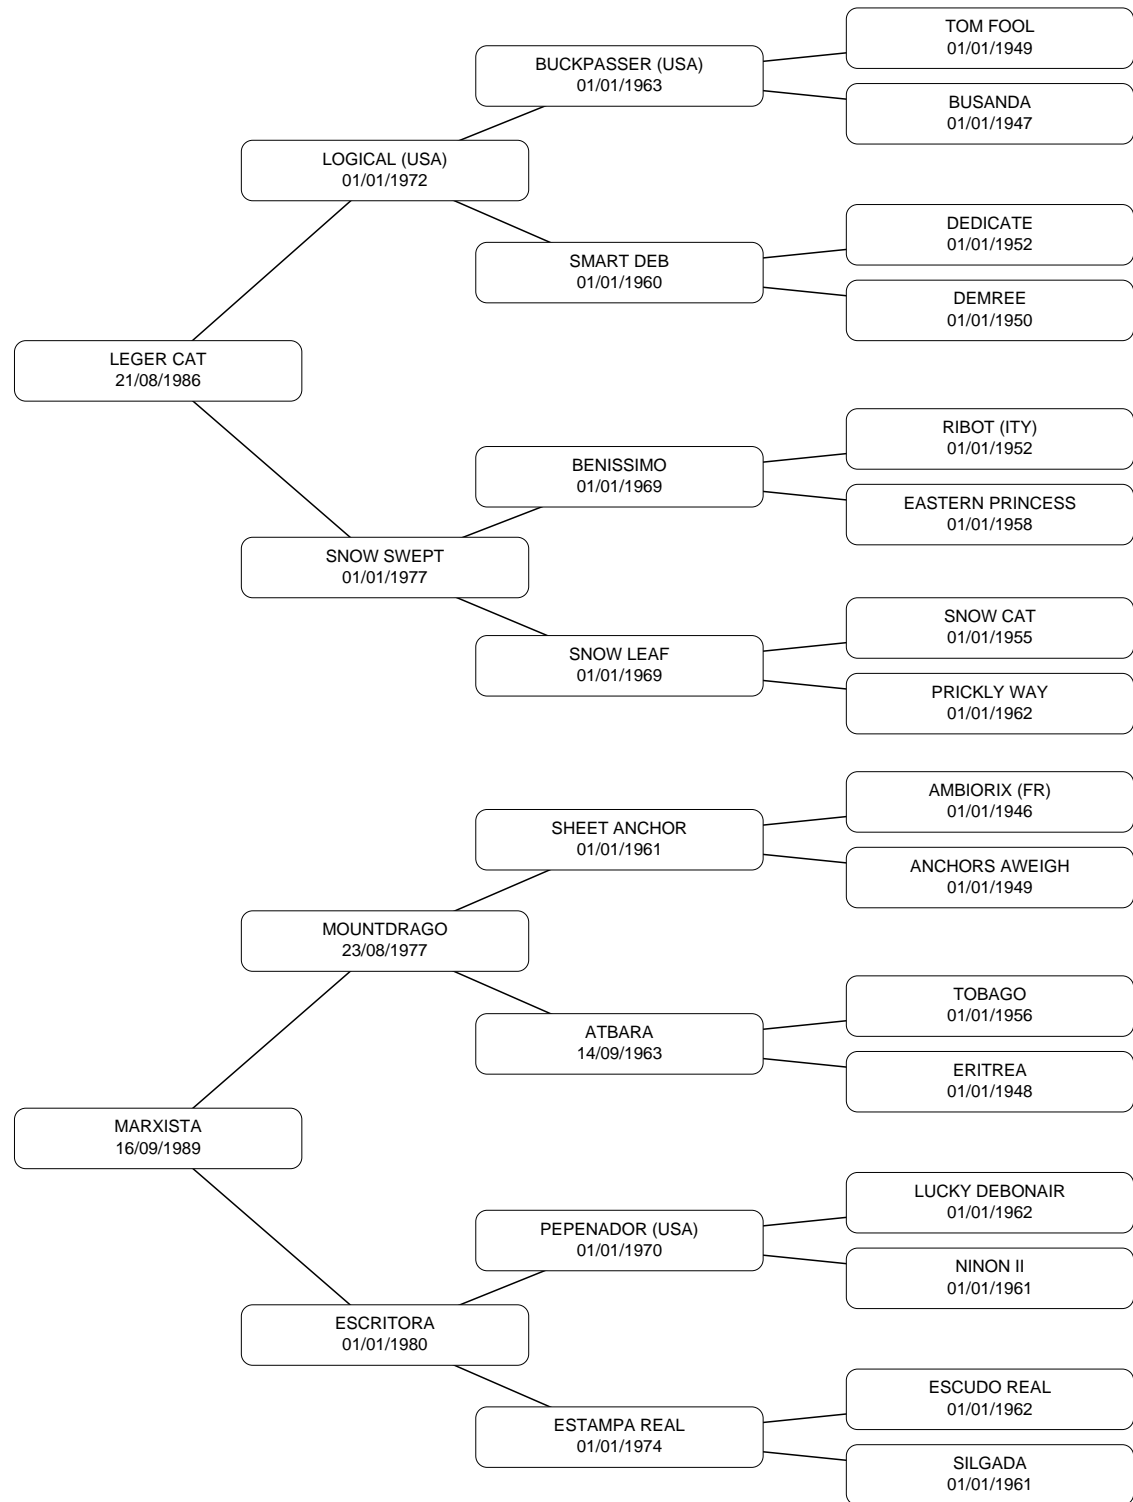 TOM FOOL
01/01/1949
BUCKPASSER (USA)
01/01/1963
BUSANDA
01/01/1947
LOGICAL (USA)
01/01/1972
DEDICATE
01/01/1952
SMART DEB
01/01/1960
DEMREE
01/01/1950
LEGER CAT
21/08/1986
RIBOT (ITY)
01/01/1952
BENISSIMO
01/01/1969
EASTERN PRINCESS
01/01/1958
SNOW SWEPT
01/01/1977
SNOW CAT
01/01/1955
SNOW LEAF
01/01/1969
PRICKLY WAY
01/01/1962
AMBIORIX (FR)
01/01/1946
SHEET ANCHOR
01/01/1961
ANCHORS AWEIGH
01/01/1949
MOUNTDRAGO
23/08/1977
TOBAGO
01/01/1956
ATBARA
14/09/1963
ERITREA
01/01/1948
MARXISTA
16/09/1989
LUCKY DEBONAIR
01/01/1962
PEPENADOR (USA)
01/01/1970
NINON II
01/01/1961
ESCRITORA
01/01/1980
ESCUDO REAL
01/01/1962
ESTAMPA REAL
01/01/1974
SILGADA
01/01/1961